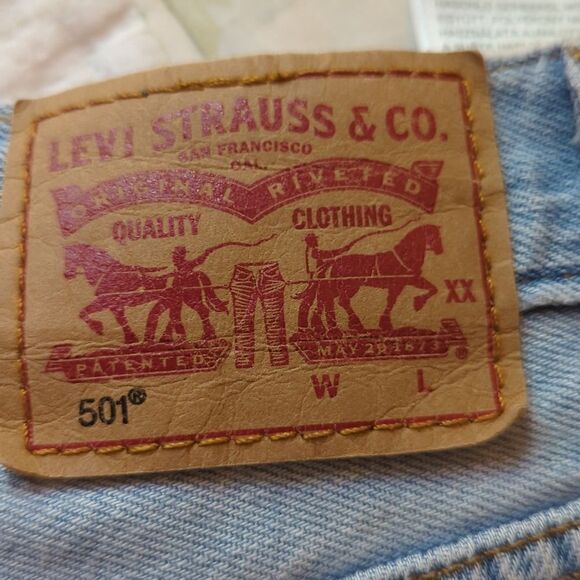 LEVI STRAUSS & CO.
SAN FRANCISCO
CAL.
ORIGINAL RIVETED
QUALITY CLOTHING
XX
PATENTED MAY 20 1873
®
501® W L